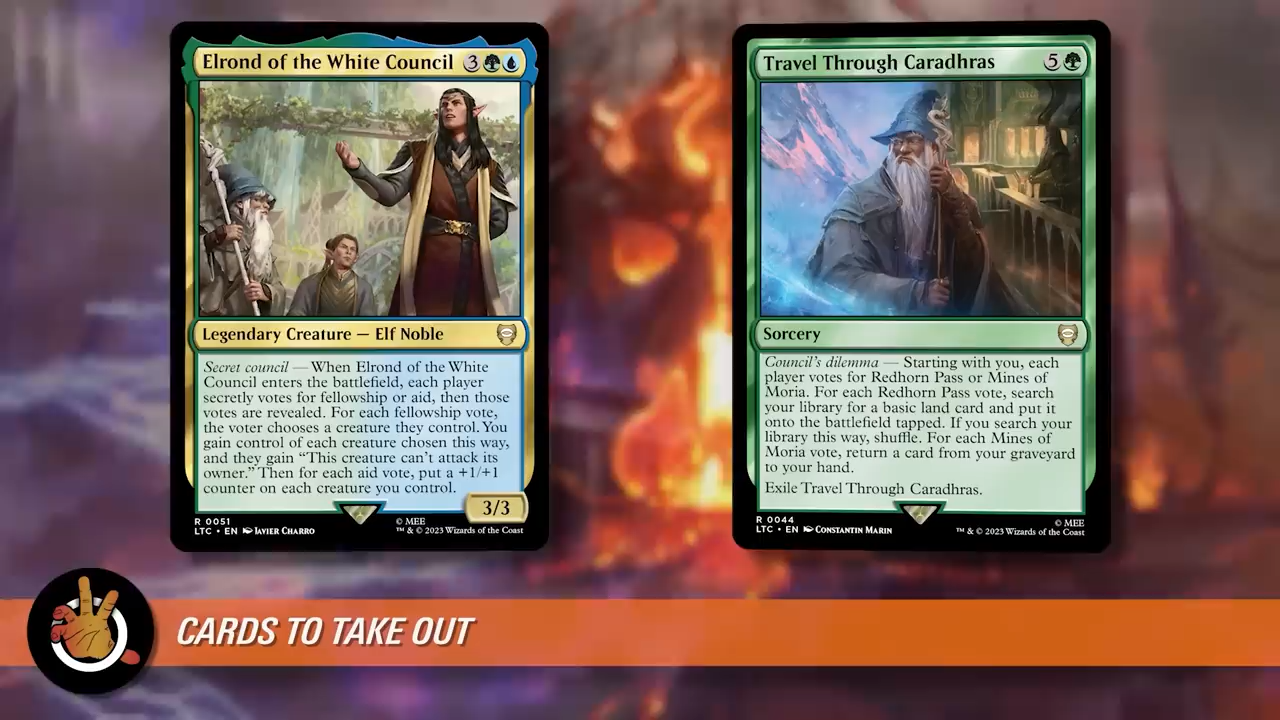 Elrond of the White Council 3
Legendary Creature — Elf Noble
Secret council — When Elrond of the White
Council enters the battlefield, each player
secretly votes for fellowship or aid, then those
votes are revealed. For each fellowship vote,
the voter chooses a creature they control. You
gain control of each creature chosen this way,
and they gain “This creature can’t attack its
owner.” Then for each aid vote, put a +1/+1
counter on each creature you control.
3/3
R 0051
LTC • EN Javier Charro
© MEE
™ & © 2023 Wizards of the Coast
Travel Through Caradhras 5
Sorcery
Council’s dilemma — Starting with you, each
player votes for Redhorn Pass or Mines of
Moria. For each Redhorn Pass vote, search
your library for a basic land card and put it
onto the battlefield tapped. If you search your
library this way, shuffle. For each Mines of
Moria vote, return a card from your graveyard
to your hand.
Exile Travel Through Caradhras.
R 0044
LTC • EN Constantin Marin
© MEE
™ & © 2023 Wizards of the Coast
CARDS TO TAKE OUT